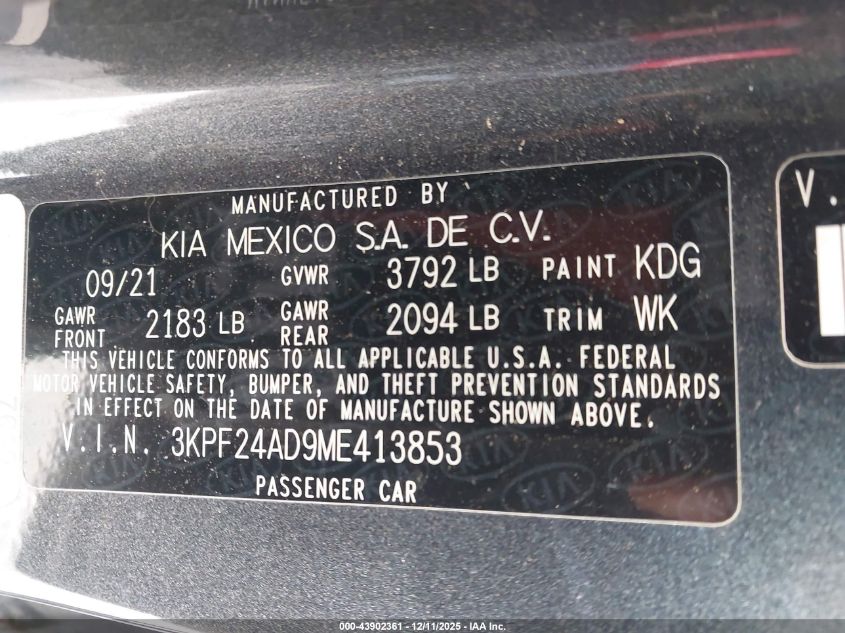 MANUFACTURED BY
KIA MEXICO S.A. DE C.V.
09/21 GVWR 3792 LB PAINT KDG
GAWR FRONT 2183 LB GAWR REAR 2094 LB TRIM WK
THIS VEHICLE CONFORMS TO ALL APPLICABLE U.S.A. FEDERAL
MOTOR VEHICLE SAFETY, BUMPER, AND THEFT PREVENTION STANDARDS
IN EFFECT ON THE DATE OF MANUFACTURE SHOWN ABOVE.
V.I.N. 3KPF24AD9ME413853
PASSENGER CAR
V.
000-43902361 - 12/11/2025 - IAA Inc.